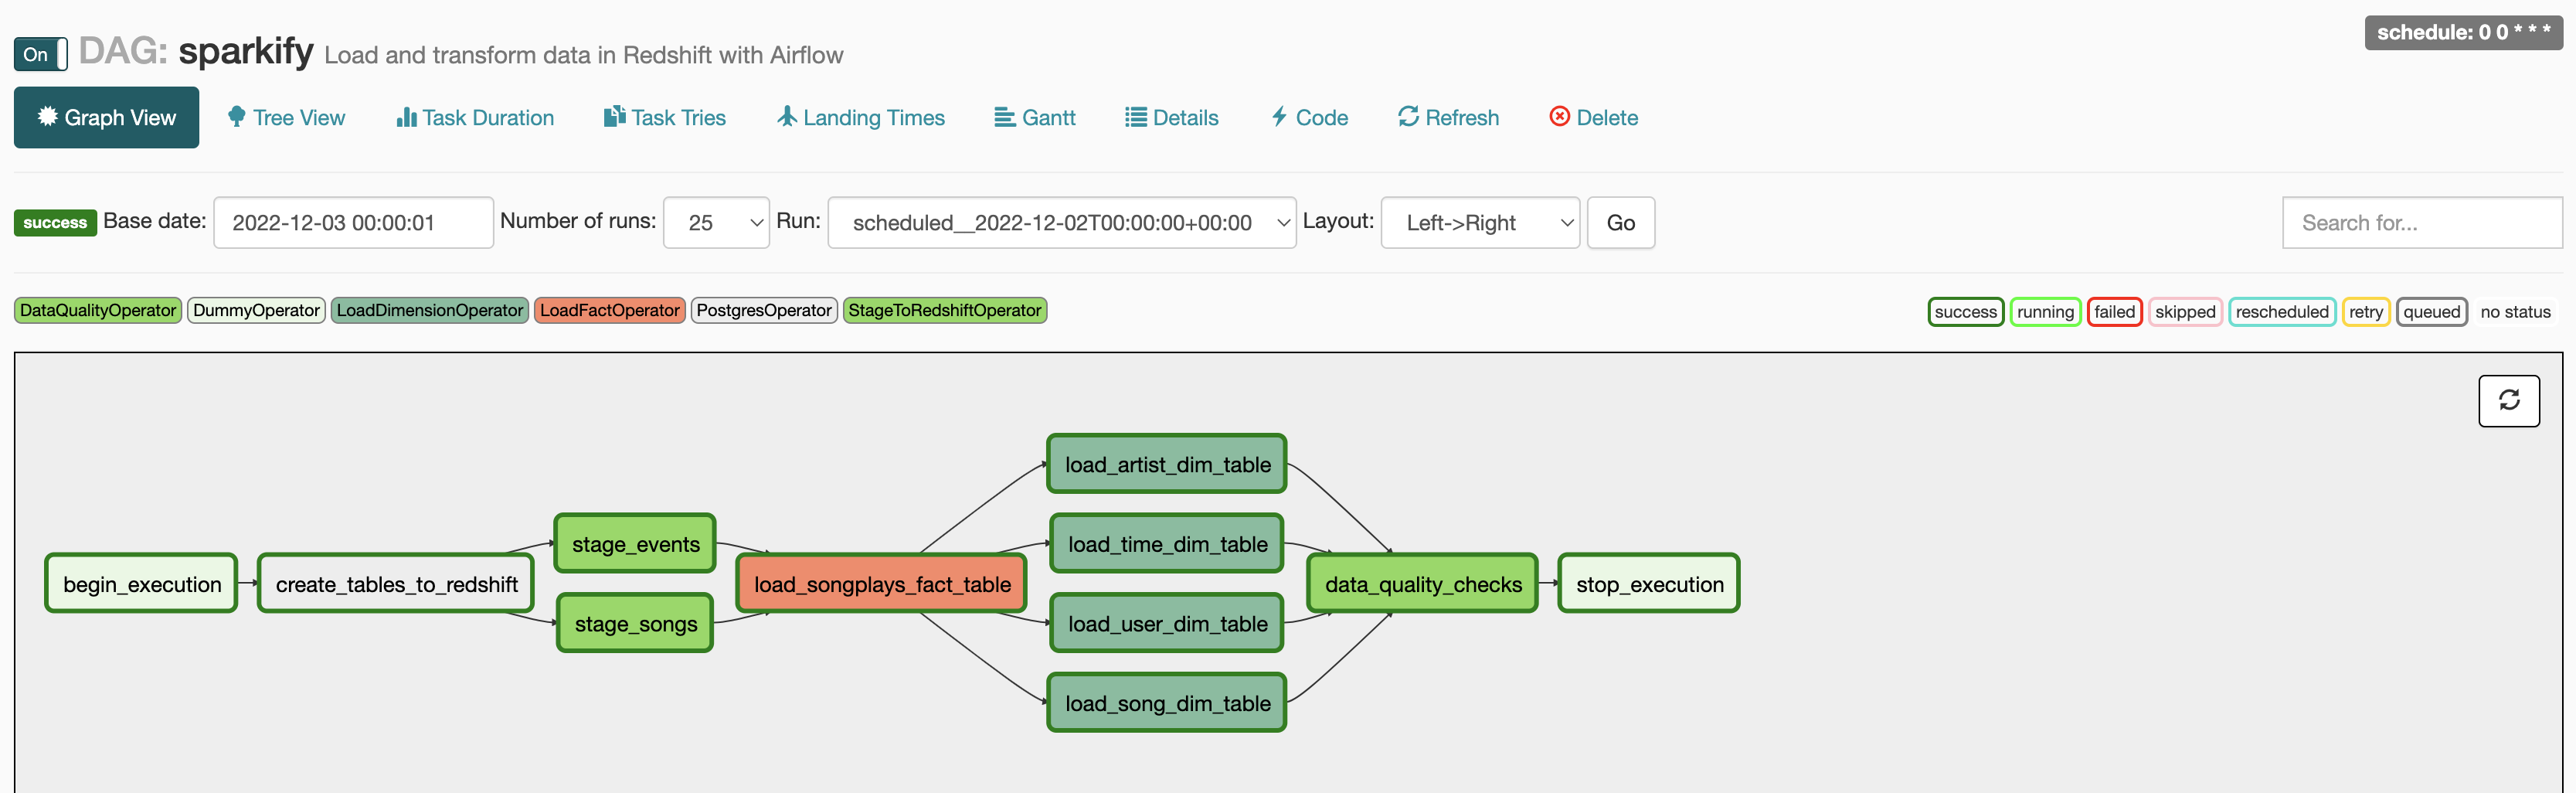 schedule: 0 0 * * *
On DAG: sparkify Load and transform data in Redshift with Airflow
Graph View Tree View Task Duration Task Tries Landing Times Gantt Details Code Refresh Delete
success Base date: 2022-12-03 00:00:01 Number of runs: 25 Run: scheduled__2022-12-02T00:00:00+00:00 Layout: Left->Right Go Search for...
DataQualityOperator DummyOperator LoadDimensionOperator LoadFactOperator PostgresOperator StageToRedshiftOperator success running failed skipped rescheduled retry queued no status
begin_execution
create_tables_to_redshift
stage_events
stage_songs
load_songplays_fact_table
load_artist_dim_table
load_time_dim_table
load_user_dim_table
load_song_dim_table
data_quality_checks
stop_execution